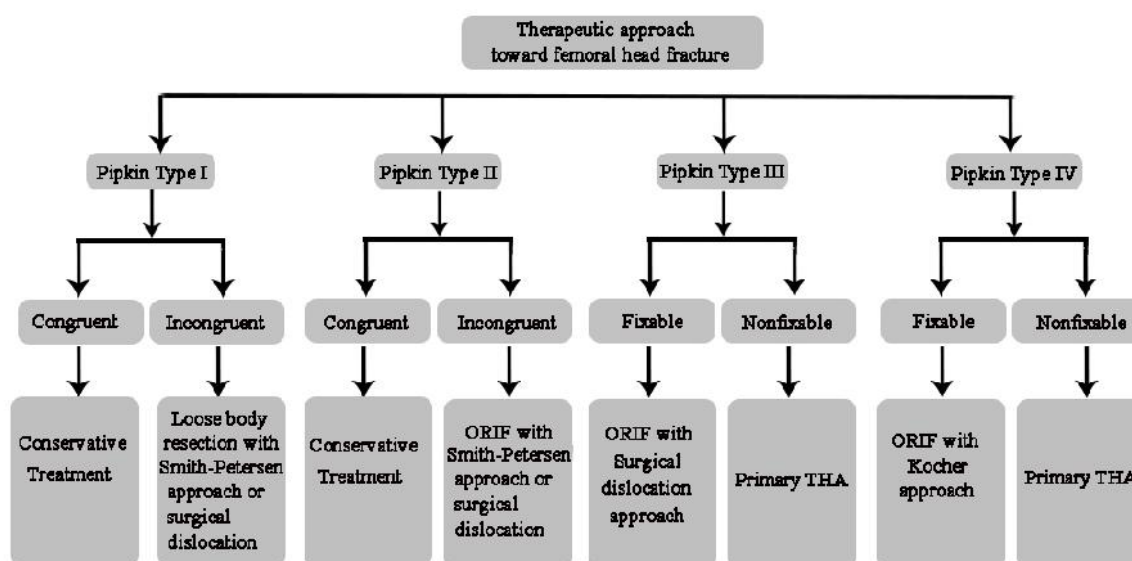 Therapeutic approach
toward femoral head fracture
Pipkin Type I
Pipkin Type II
Pipkin Type III
Pipkin Type IV
Congruent
Incongruent
Congruent
Incongruent
Fixable
Nonfixable
Fixable
Nonfixable
Conservative
Treatment
Loose body
resection with
Smith-Petersen
approach or
surgical
dislocation
Conservative
Treatment
ORIF with
Smith-Petersen
approach or
surgical
dislocation
ORIF with
Surgical
dislocation
approach
Primary THA
ORIF with
Kocher
approach
Primary THA